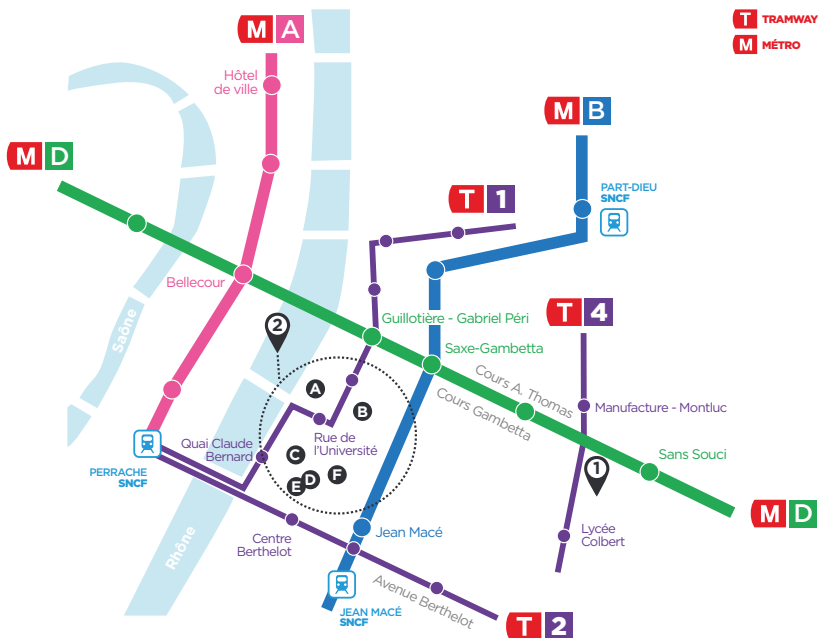 M A
T TRAMWAY
M MÉTRO
Hôtel
de ville
M B
M D
PART-DIEU
SNCF
T 1
Bellecour
Saône
Guillotière - Gabriel Péri
T 4
2
Saxe-Gambetta
Cours A. Thomas
Cours Gambetta
A
B
Manufacture - Montluc
Rue de
l'Université
Quai Claude
Bernard
C
D
E
F
Sans Souci
1
PERRACHE
SNCF
M D
Rhône
Centre
Berthelot
Jean Macé
Lycée
Colbert
Avenue Berthelot
JEAN MACÉ
SNCF
T 2